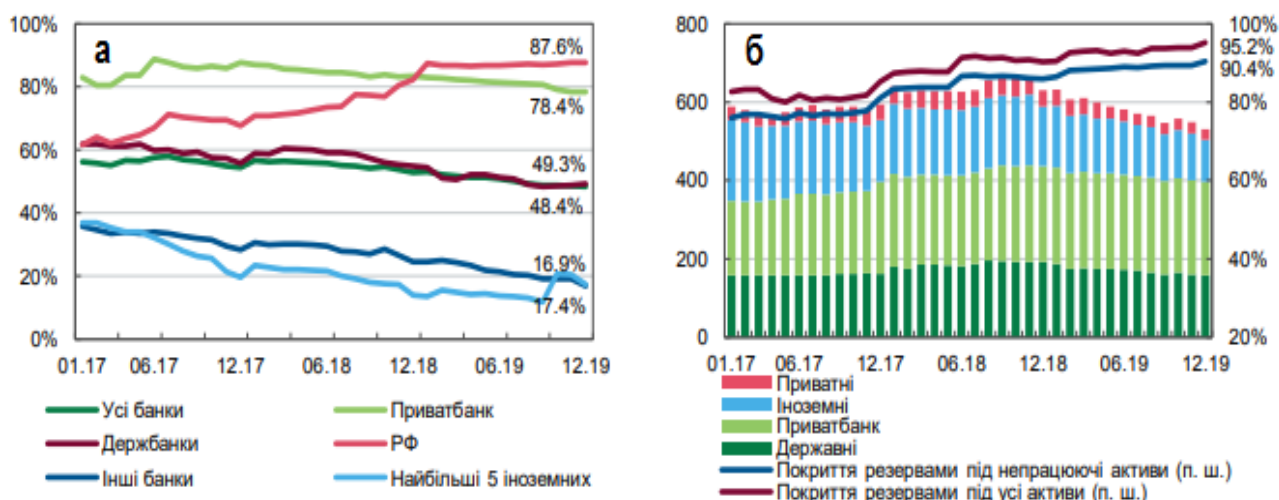 а
100%
80%
60%
40%
20%
0%
87.6%
78.4%
49.3%
48.4%
16.9%
17.4%
01.17 06.17 12.17 06.18 12.18 06.19 12.19
Усі банки Приватбанк
Держбанки РФ
Інші банки Найбільші 5 іноземних
б
800
600
400
200
0
100%
80%
60%
40%
20%
95.2%
90.4%
01.17 06.17 12.17 06.18 12.18 06.19 12.19
Приватні
Іноземні
Приватбанк
Державні
Покриття резервами під непрацюючі активи (п. ш.)
Покриття резервами під усі активи (п. ш.)